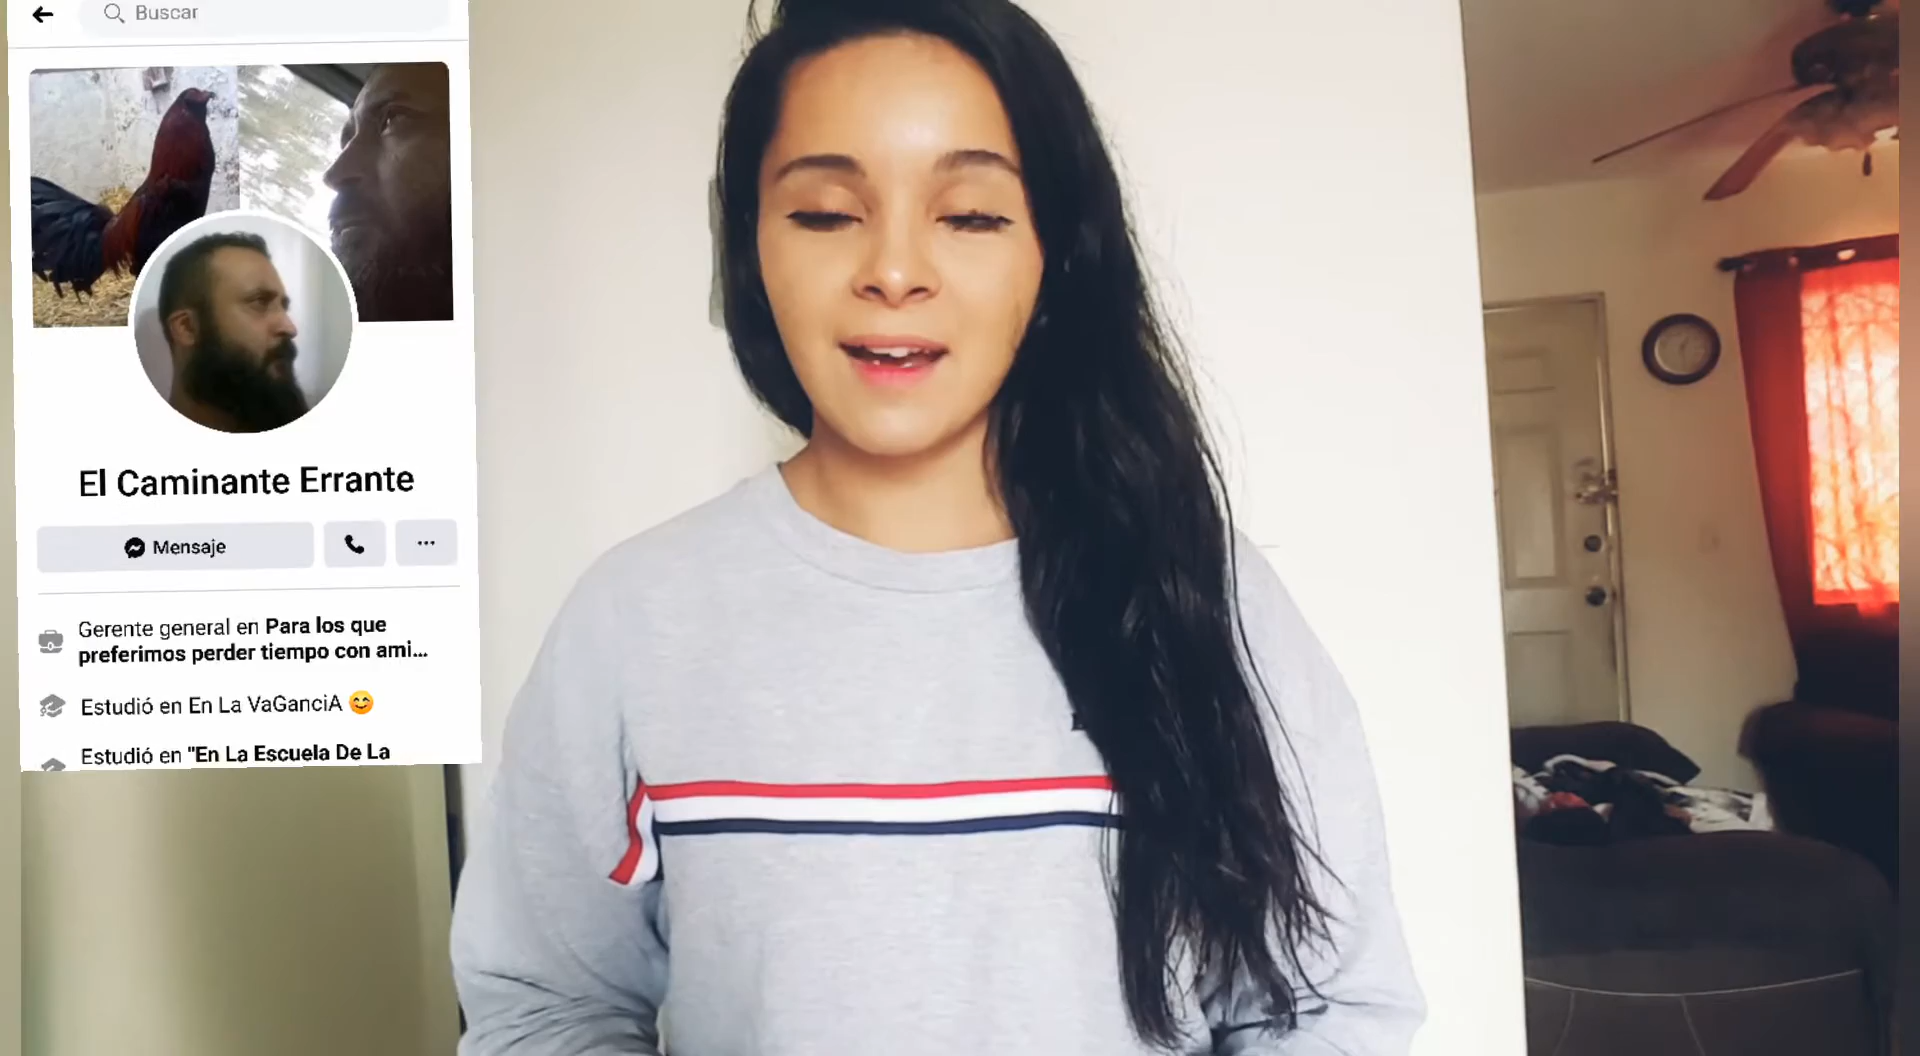 Buscar
El Caminante Errante
Mensaje
Gerente general en Para los que
preferimos perder tiempo con ami...
Estudió en En La VaGanciA 😊
Estudió en "En La Escuela De La